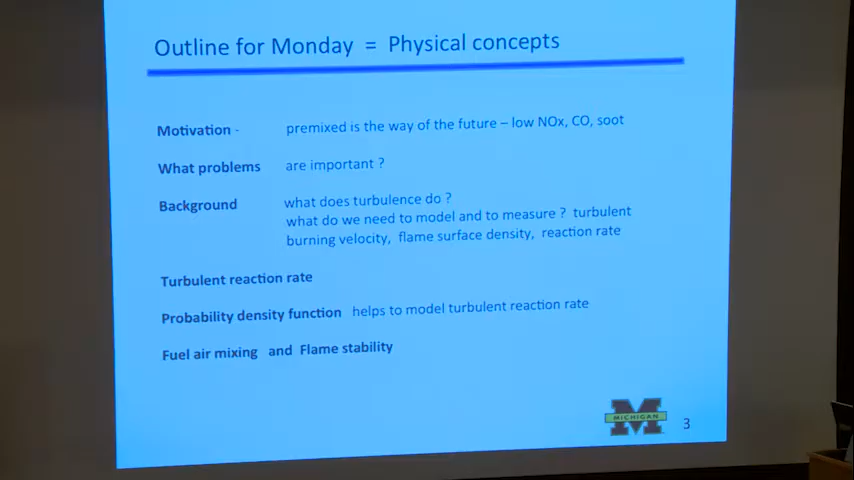 Outline for Monday = Physical concepts
Motivation - premixed is the way of the future – low NOx, CO, soot
What problems are important ?
Background what does turbulence do ?
what do we need to model and to measure ? turbulent
burning velocity, flame surface density, reaction rate
Turbulent reaction rate
Probability density function helps to model turbulent reaction rate
Fuel air mixing and Flame stability
MICHIGAN
3